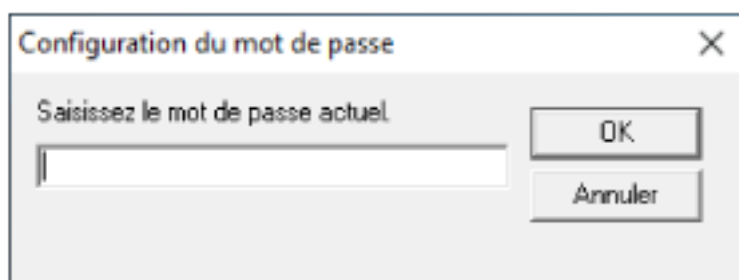 Configuration du mot de passe
Saisissez le mot de passe actuel.
OK
Annuler